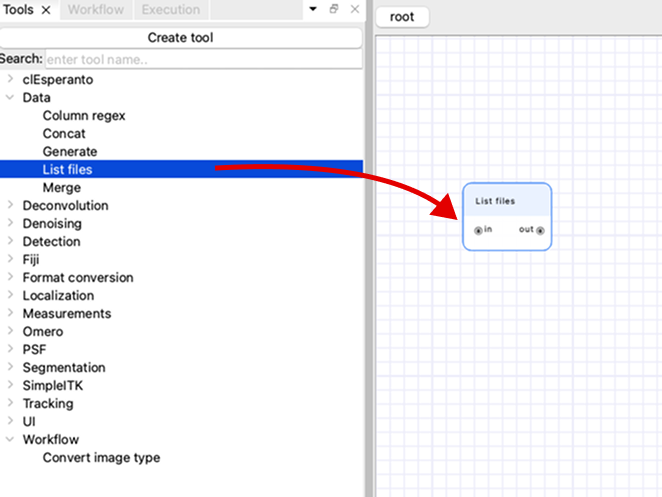 Tools
Workflow
Execution
root
Create tool
Search:
enter tool name..
clEsperanto
Data
Column regex
Concat
Generate
List files
Merge
Deconvolution
Denoising
Detection
Fiji
Format conversion
Localization
Measurements
Omero
PSF
Segmentation
SimpleITK
Tracking
UI
Workflow
Convert image type
List files
in out